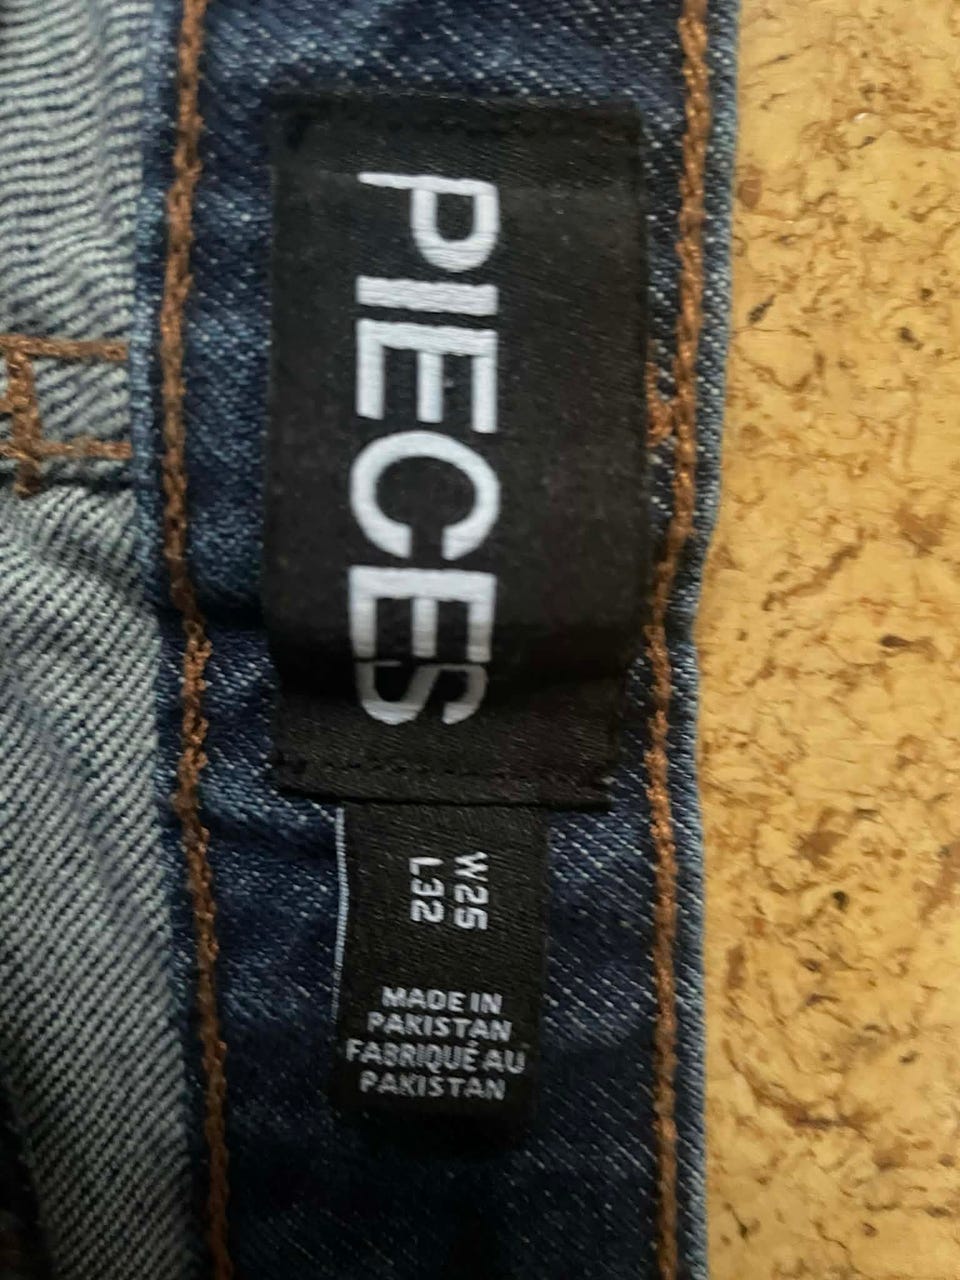 PIECES
W25
L32
MADE IN
PAKISTAN
FABRIQUÉ AU
PAKISTAN